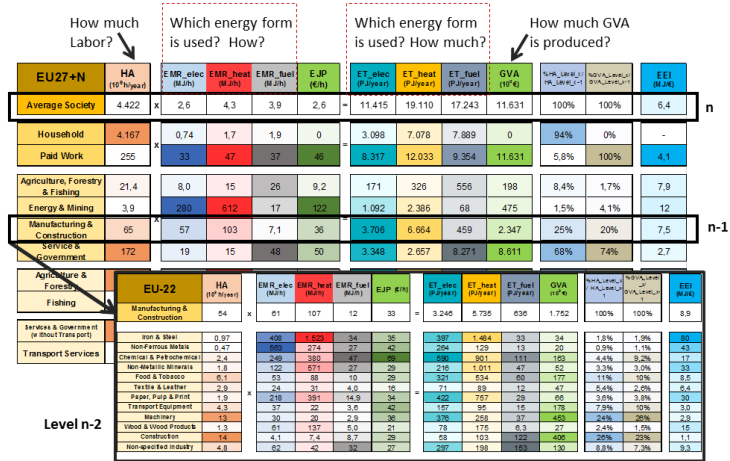 How much Labor?
Which energy form is used? How?
Which energy form is used? How much?
How much GVA is produced?
EU27+N HA (10⁹ h/year) EMR_elec (MJ/h) EMR_heat (MJ/h) EMR_fuel (MJ/h) EJP (€/h) ET_elec (PJ/year) ET_heat (PJ/year) ET_fuel (PJ/year) GVA (10⁹ €) %HA_Level_x/ HA_Level_x-1 %GVA_Level_x/ GVA_Level_x-1 EEI (MJ/€)
Average Society 4.422 x 2,6 4,3 3,9 2,6 = 11.415 19.110 17.243 11.631 100% 100% 6,4 n
Household 4.167 0,74 1,7 1,9 0 3.098 7.078 7.889 0 94% 0% -
Paid Work 255 x 33 47 37 46 = 8.317 12.033 9.354 11.631 5,8% 100% 4,1
Agriculture, Forestry & Fishing 21,4 8,0 15 26 9,2 171 326 556 198 8,4% 1,7% 7,9
Energy & Mining 3,9 280 612 17 122 1.092 2.386 68 475 1,5% 4,1% 12
Manufacturing & Construction 65 x 57 103 7,1 36 = 3.706 6.664 459 2.347 25% 20% 7,5 n-1
Service & Government 172 19 15 48 50 3.348 2.657 8.271 8.611 68% 74% 2,7
Agriculture & Forestry
Fishing
Services & Government (without Transport)
Transport Services
Level n-2
EU-22 HA (10⁹ h/year) EMR_elec (MJ/h) EMR_heat (MJ/h) EMR_fuel (MJ/h) EJP (€/h) ET_elec (PJ/year) ET_heat (PJ/year) ET_fuel (PJ/year) GVA (10⁹ €) EEI (MJ/€)
Manufacturing & Construction 54 x 61 107 12 33 = 3.246 5.735 636 1.752 100% 100% 8,9
Iron & Steel 0,97 408 1.523 34 35 397 1.484 33 34 1,8% 1,9% 80
Non-Ferrous Metals 0,47 563 274 27 42 264 129 13 20 0,9% 1,1% 43
Chemical & Petrochemical 2,4 249 380 47 69 590 901 111 163 4,4% 9,2% 17
Non-Metallic Minerals 1,8 122 571 27 29 216 1.011 47 52 3,3% 3,0% 33
Food & Tobacco 6,1 53 88 10 29 321 534 60 177 11% 10% 8,5
Textile & Leather 2,9 24 31 4,0 16 71 89 12 47 5,4% 2,6% 6,4
Paper, Pulp & Print 1,9 x 218 391 14,9 34 = 422 757 29 66 3,6% 3,8% 30
Transport Equipment 4,3 37 22 3,6 42 157 95 15 178 7,9% 10% 3,0
Machinery 13 30 20 2,9 36 376 258 37 453 24% 26% 2,9
Wood & Wood Products 1,3 61 137 5,0 21 78 175 6,3 27 2,4% 1,5% 15
Construction 14 4,1 7,4 8,7 29 58 103 122 406 26% 23% 1,1
Non-specified Industry 4,8 62 42 32 27 297 198 153 130 8,8% 7,3% 9,3